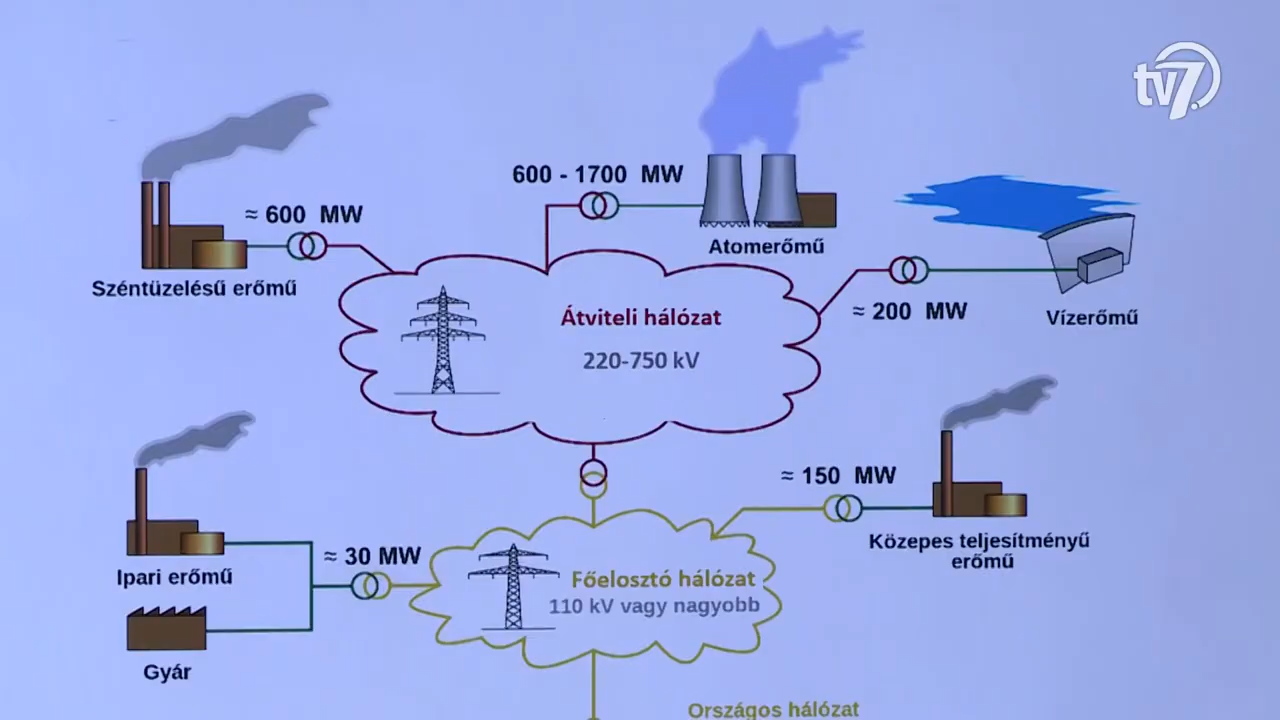 tv7
600 - 1700 MW
≈ 600 MW
Atomerőmű
Széntüzelésű erőmű
≈ 200 MW
Vízerőmű
Átviteli hálózat
220-750 kV
≈ 150 MW
Közepes teljesítményű
erőmű
≈ 30 MW
Ipari erőmű
Főelosztó hálózat
110 kV vagy nagyobb
Gyár
Országos hálózat